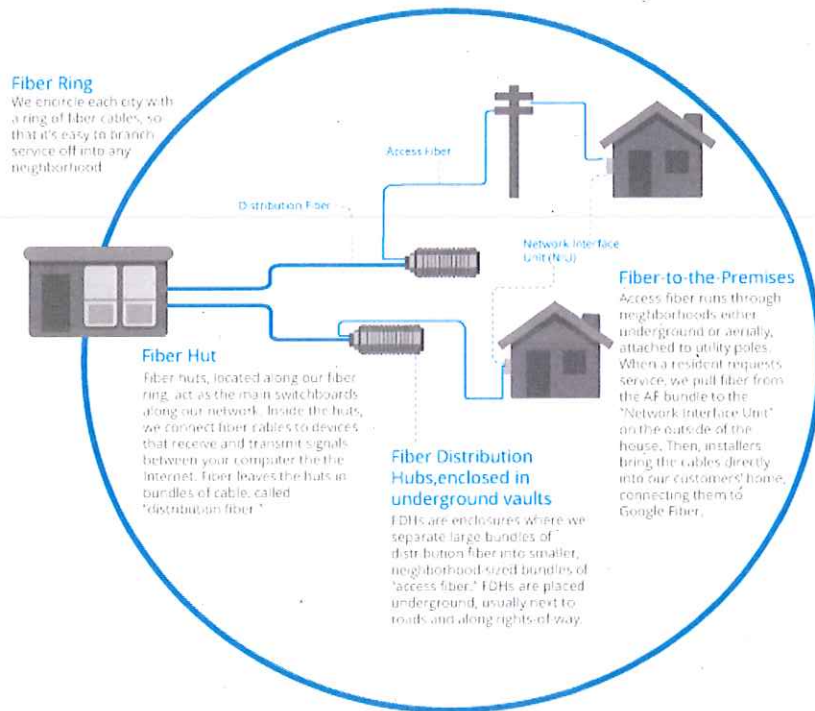 Fiber Ring
We encircle each city with
a ring of fiber cables, so
that it's easy to branch
service off into any
neighborhood
Access Fiber
Distribution Fiber
Network Interface
Unit (NIU)
Fiber Hut
Fiber huts, located along our fiber
ring, act as the main switchboards
along our network. Inside the huts,
we connect fiber cables to devices
that receive and transmit signals
between your computer the the
Internet. Fiber leaves the huts in
bundles of cable, called
"distribution fiber."
Fiber Distribution
Hubs,enclosed in
underground vaults
FDHs are enclosures where we
separate large bundles of
distribution fiber into smaller,
neighborhood-sized bundles of
"access fiber." FDHs are placed
underground, usually next to
roads and along rights-of-way.
Fiber-to-the-Premises
Access fiber runs through
neighborhoods either
underground or aerially,
attached to utility poles.
When a resident requests
service, we pull fiber from
the AF bundle to the
"Network Interface Unit"
on the outside of the
house. Then, installers
bring the cables directly
into our customers' home,
connecting them to
Google Fiber.